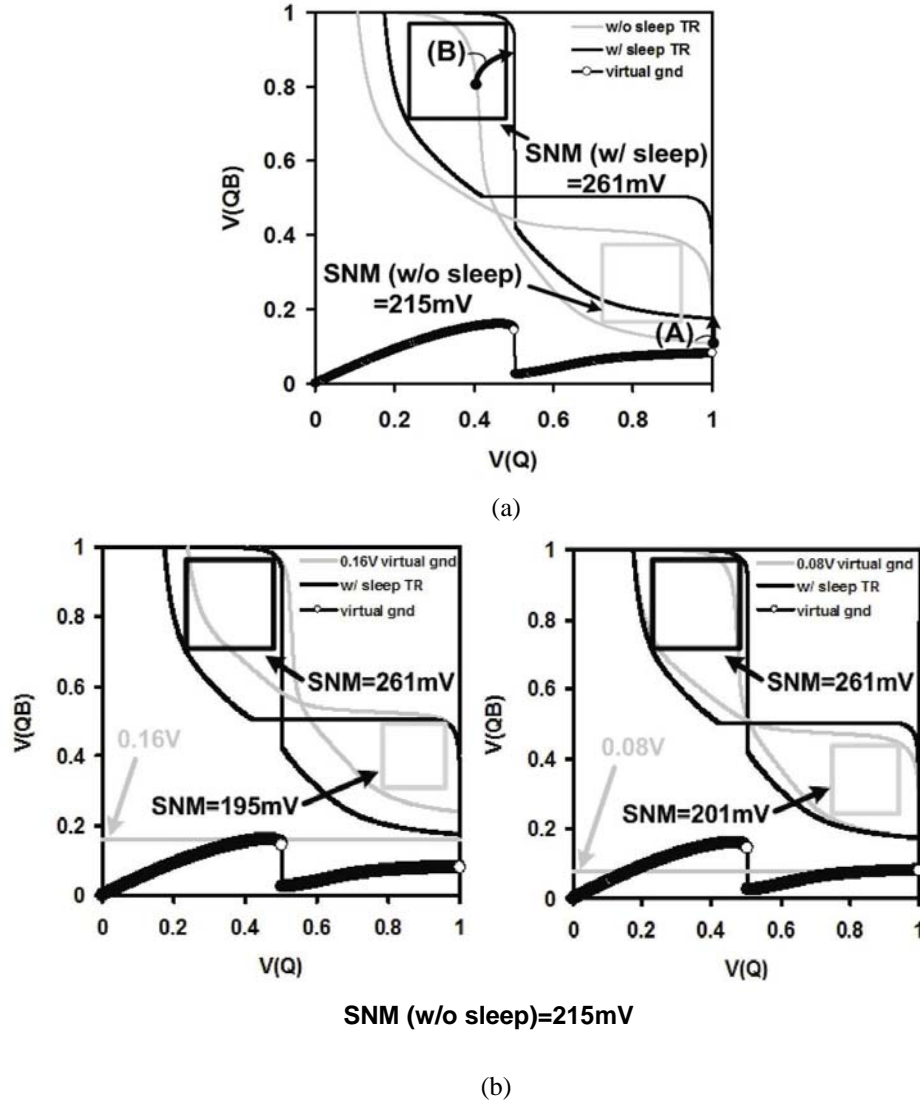 1
0.8
0.6
0.4
0.2
0
V(QB)
w/o sleep TR
w/ sleep TR
virtual gnd
(B)
SNM (w/ sleep)
=261mV
SNM (w/o sleep)
=215mV
(A)
0 0.2 0.4 0.6 0.8 1
V(Q)
(a)
1
0.8
0.6
0.4
0.2
0
V(QB)
0.16V virtual gnd
w/ sleep TR
virtual gnd
SNM=261mV
0.16V
SNM=195mV
0 0.2 0.4 0.6 0.8 1
V(Q)
1
0.8
0.6
0.4
0.2
0
V(QB)
0.08V virtual gnd
w/ sleep TR
virtual gnd
SNM=261mV
0.08V
SNM=201mV
0 0.2 0.4 0.6 0.8 1
V(Q)
SNM (w/o sleep)=215mV
(b)